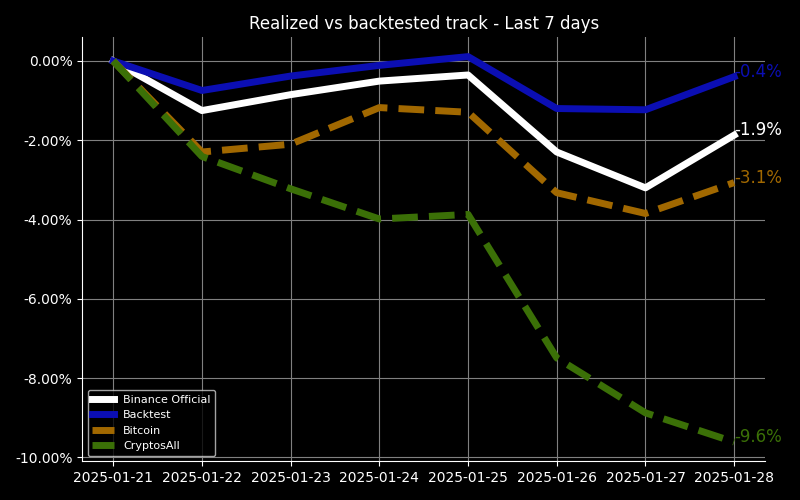 Realized vs backtested track - Last 7 days
0.00%
-2.00%
-4.00%
-6.00%
-8.00%
-10.00%
-0.4%
-1.9%
-3.1%
-9.6%
Binance Official
Backtest
Bitcoin
CryptosAll
2025-01-21 2025-01-22 2025-01-23 2025-01-24 2025-01-25 2025-01-26 2025-01-27 2025-01-28